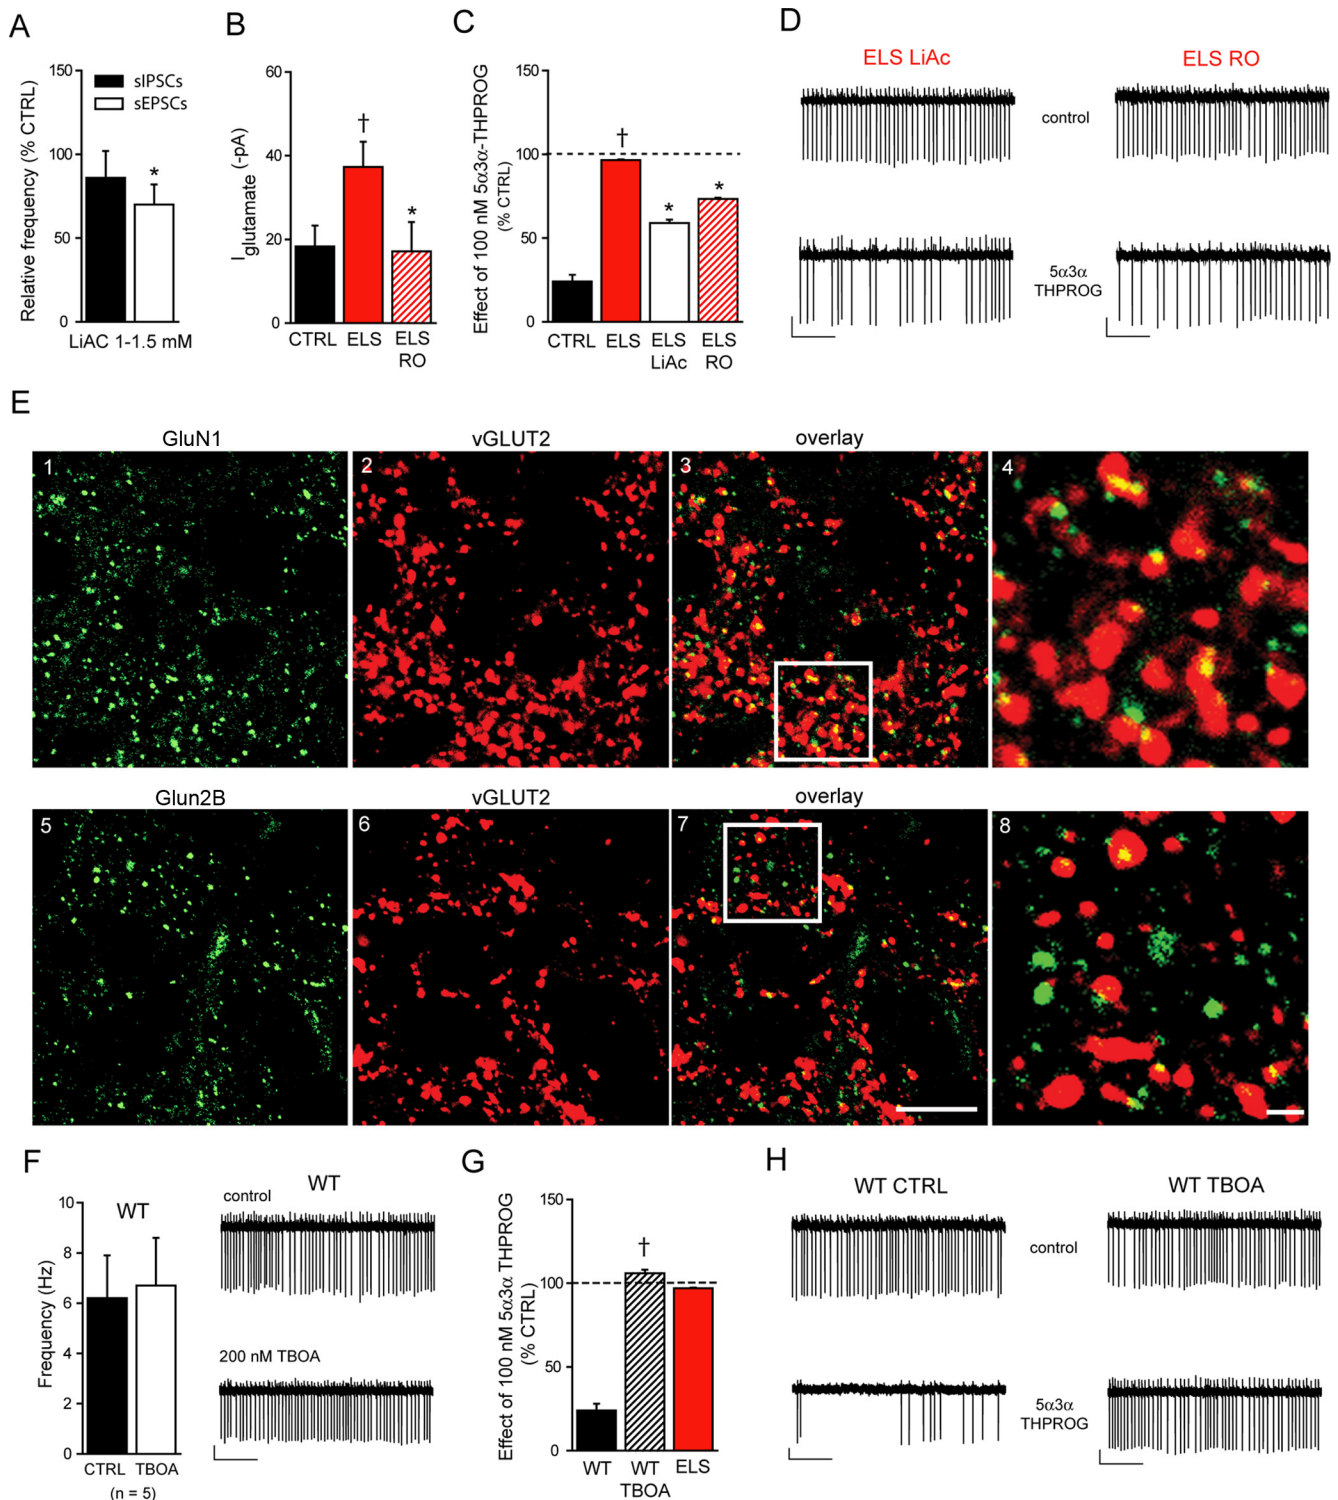 A
Relative frequency (% CTRL)
150
100
50
0
sIPSCs
sEPSCs
*
LiAC 1-1.5 mM
B
Iglutamate (-pA)
60
40
20
0
†
*
CTRL
ELS
ELS
RO
C
Effect of 100 nM 5α3α-THPROG
(% CTRL)
150
100
50
0
†
*
*
CTRL
ELS
ELS
LiAc
ELS
RO
D
ELS LiAc
ELS RO
control
5α3α
THPROG
E
GluN1
vGLUT2
overlay
1
2
3
4
Glun2B
vGLUT2
overlay
5
6
7
8
F
Frequency (Hz)
10
8
6
4
2
0
WT
CTRL
TBOA
(n = 5)
WT
control
200 nM TBOA
G
Effect of 100 nM 5α3α THPROG
(% CTRL)
150
100
50
0
†
WT
WT
TBOA
ELS
H
WT CTRL
WT TBOA
control
5α3α
THPROG